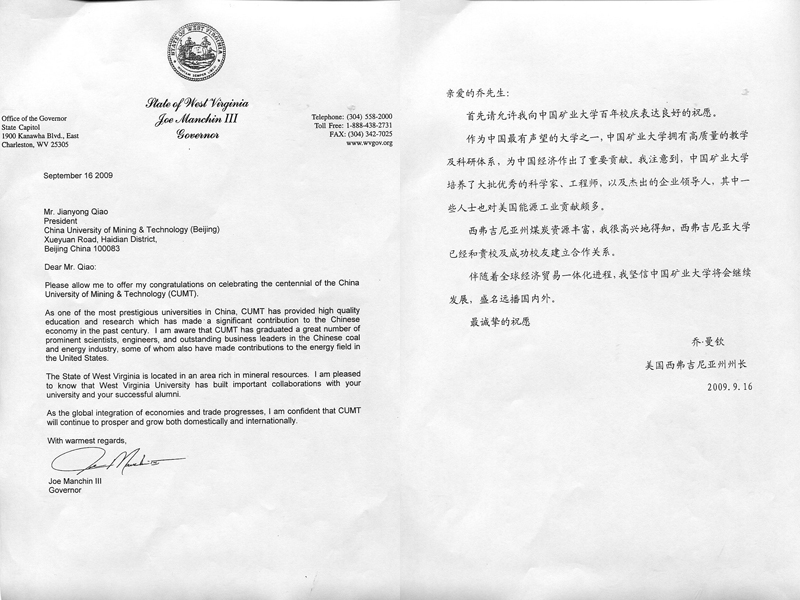 State of West Virginia
Joe Manchin III
Governor
Office of the Governor
State Capitol
1900 Kanawha Blvd., East
Charleston, WV 25305
Telephone: (304) 558-2000
Toll Free: 1-888-438-2731
FAX: (304) 342-7025
www.wvgov.org
September 16 2009
Mr. Jianyong Qiao
President
China University of Mining & Technology (Beijing)
Xueyuan Road, Haidian District,
Beijing China 100083
Dear Mr. Qiao:
Please allow me to offer my congratulations on celebrating the centennial of the China
University of Mining & Technology (CUMT).
As one of the most prestigious universities in China, CUMT has provided high quality
education and research which has made a significant contribution to the Chinese
economy in the past century. I am aware that CUMT has graduated a great number of
prominent scientists, engineers, and outstanding business leaders in the Chinese coal
and energy industry, some of whom also have made contributions to the energy field in
the United States.
The State of West Virginia is located in an area rich in mineral resources. I am pleased
to know that West Virginia University has built important collaborations with your
university and your successful alumni.
As the global integration of economies and trade progresses, I am confident that CUMT
will continue to prosper and grow both domestically and internationally.
With warmest regards,
Joe Manchin III
Governor
亲爱的乔先生：
首先请允许我向中国矿业大学百年校庆表达良好的祝愿。
作为中国最有声望的大学之一，中国矿业大学拥有高质量的教学
及科研体系，为中国经济作出了重要贡献。我注意到，中国矿业大学
培养了大批优秀的科学家、工程师，以及杰出的企业领导人，其中一
些人士也对美国能源工业贡献颇多。
西弗吉尼亚州煤炭资源丰富，我很高兴地得知，西弗吉尼亚大学
已经和贵校及成功校友建立合作关系。
伴随着全球经济贸易一体化进程，我坚信中国矿业大学将会继续
发展，盛名远播国内外。
最诚挚的祝愿
乔·曼钦
美国西弗吉尼亚州州长
2009.9.16